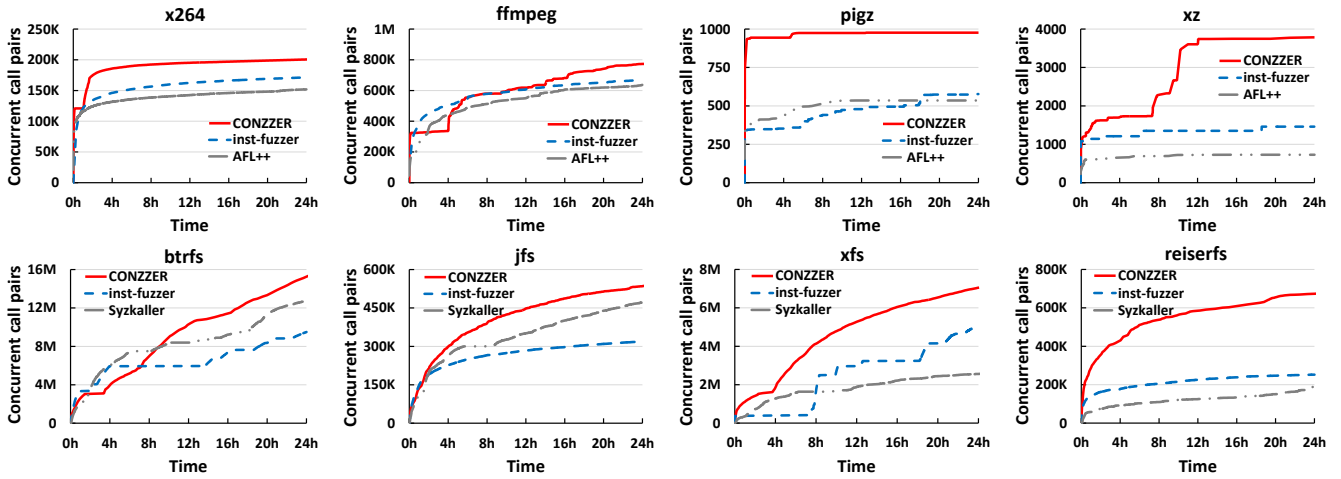 x264
Concurrent call pairs
250K
200K
150K
100K
50K
0K
CONZZER
inst-fuzzer
AFL++
0h 4h 8h 12h 16h 20h 24h
Time
ffmpeg
Concurrent call pairs
1M
800K
600K
400K
200K
0K
CONZZER
inst-fuzzer
AFL++
0h 4h 8h 12h 16h 20h 24h
Time
pigz
Concurrent call pairs
1000
750
500
250
0
CONZZER
inst-fuzzer
AFL++
0h 4h 8h 12h 16h 20h 24h
Time
xz
Concurrent call pairs
4000
3000
2000
1000
0
CONZZER
inst-fuzzer
AFL++
0h 4h 8h 12h 16h 20h 24h
Time
btrfs
Concurrent call pairs
16M
12M
8M
4M
0M
CONZZER
inst-fuzzer
Syzkaller
0h 4h 8h 12h 16h 20h 24h
Time
jfs
Concurrent call pairs
600K
450K
300K
150K
0K
CONZZER
inst-fuzzer
Syzkaller
0h 4h 8h 12h 16h 20h 24h
Time
xfs
Concurrent call pairs
8M
6M
4M
2M
0M
CONZZER
inst-fuzzer
Syzkaller
0h 4h 8h 12h 16h 20h 24h
Time
reiserfs
Concurrent call pairs
800K
600K
400K
200K
0K
CONZZER
inst-fuzzer
Syzkaller
0h 4h 8h 12h 16h 20h 24h
Time